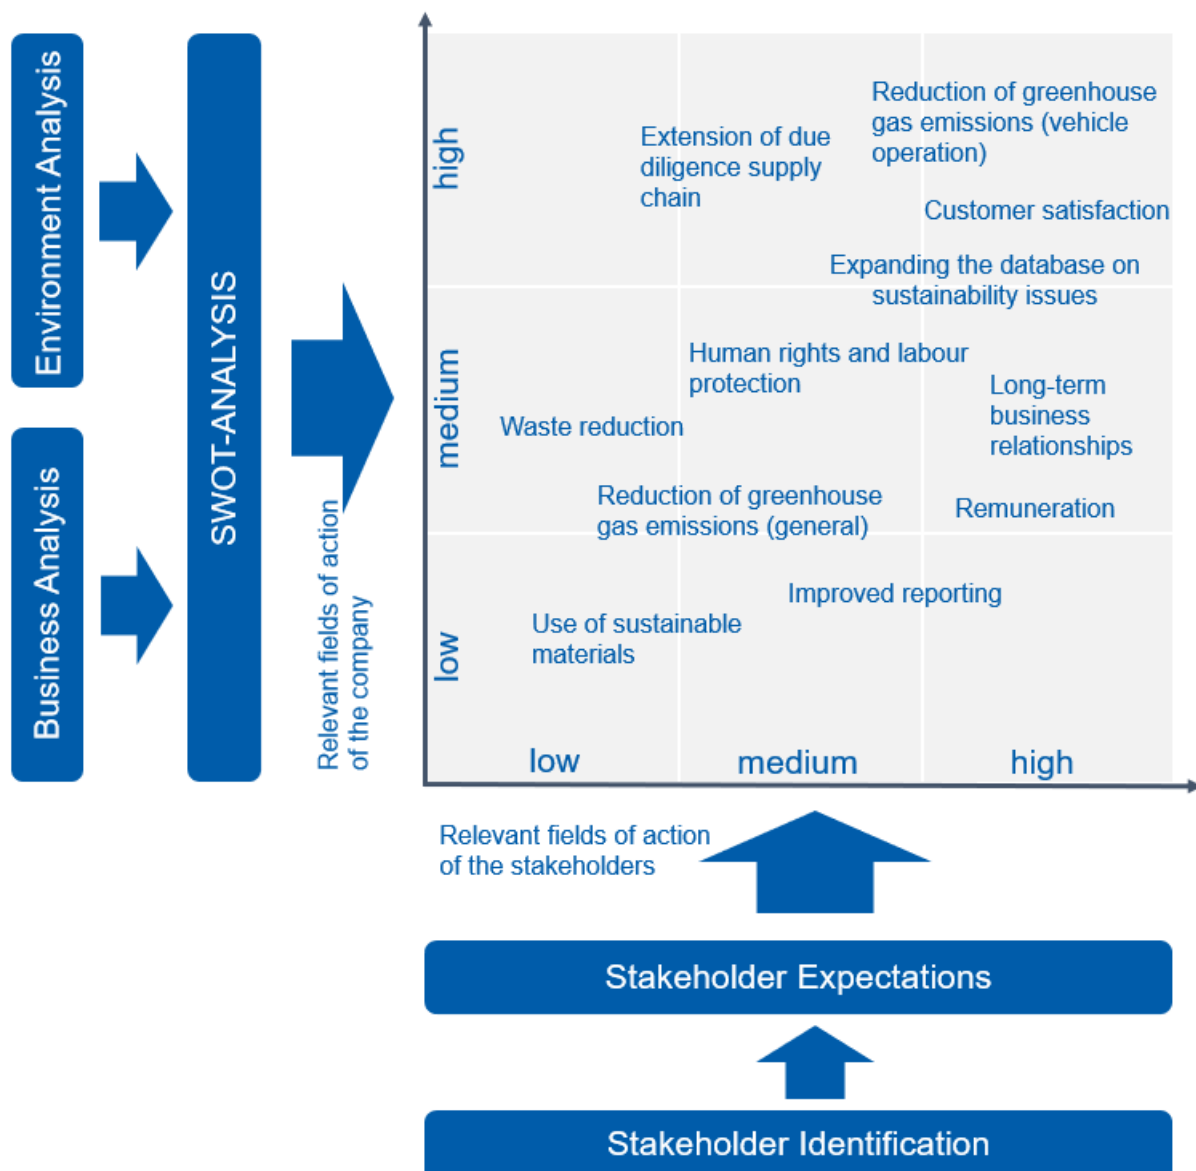 Environment Analysis
Business Analysis
SWOT-ANALYSIS
Relevant fields of action
of the company
high
medium
low
Reduction of greenhouse
gas emissions (vehicle
operation)
Extension of due
diligence supply
chain
Customer satisfaction
Expanding the database on
sustainability issues
Human rights and labour
protection
Long-term
business
relationships
Waste reduction
Reduction of greenhouse
gas emissions (general)
Remuneration
Improved reporting
Use of sustainable
materials
low
medium
high
Relevant fields of action
of the stakeholders
Stakeholder Expectations
Stakeholder Identification